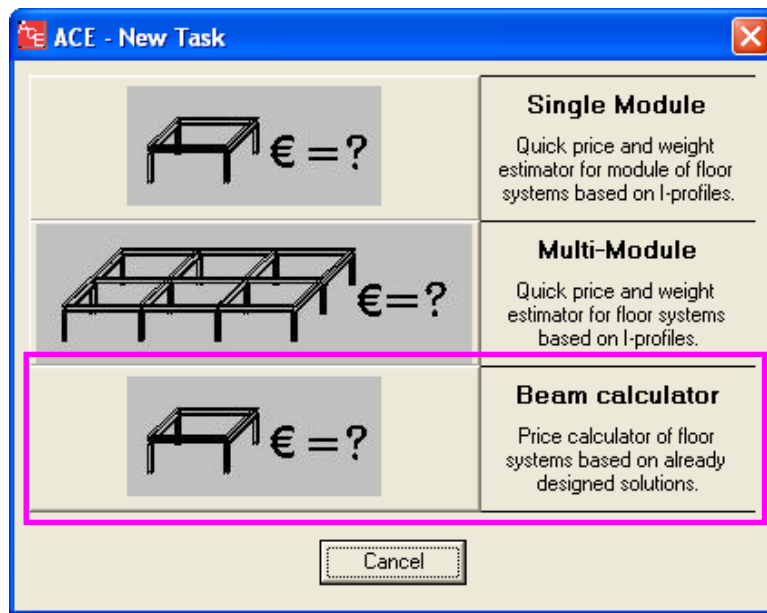 ACE
ACE - New Task
€ = ?
Single Module
Quick price and weight
estimator for module of floor
systems based on I-profiles.
€ = ?
Multi-Module
Quick price and weight
estimator for floor systems
based on I-profiles.
€ = ?
Beam calculator
Price calculator of floor
systems based on already
designed solutions.
Cancel